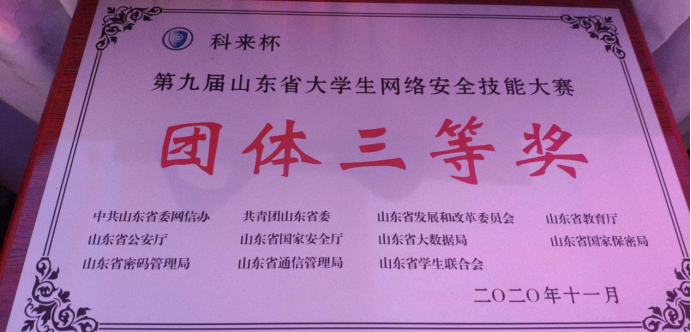 科来杯
第九届山东省大学生网络安全技能大赛
团体三等奖
中共山东省委网信办 共青团山东省委 山东省发展和改革委员会 山东省教育厅
山东省公安厅 山东省国家安全厅 山东省大数据局 山东省国家保密局
山东省密码管理局 山东省通信管理局 山东省学生联合会
二〇二〇年十一月